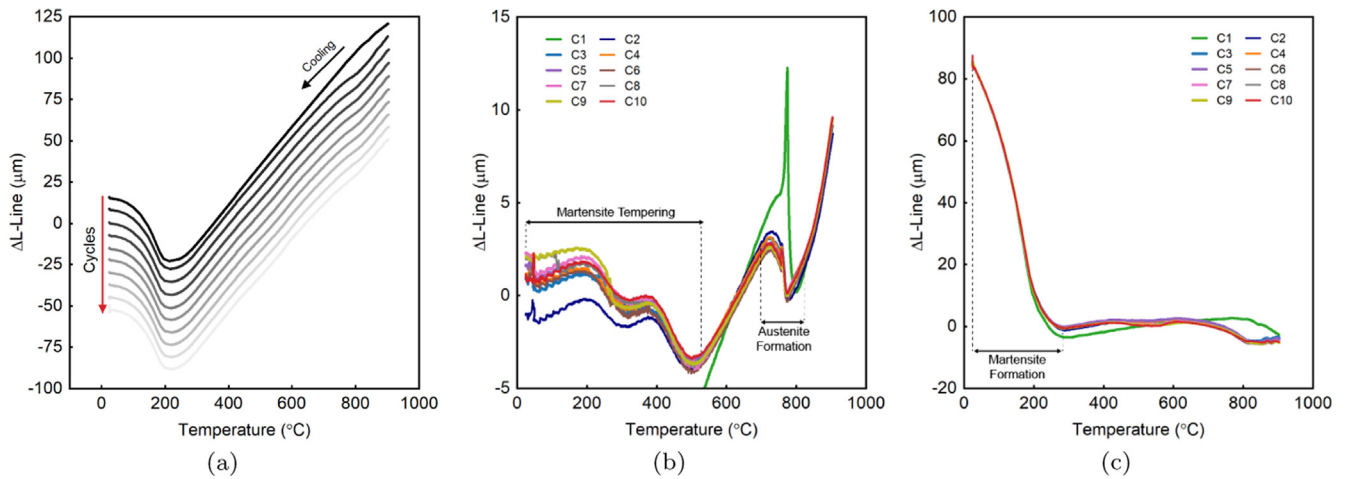 125
100
75
50
25
0
-25
-50
-75
-100
ΔL-Line (μm)
Cooling
Cycles
0 200 400 600 800 1000
Temperature (°C)
(a)
15
10
5
0
-5
ΔL-Line (μm)
C1 C2
C3 C4
C5 C6
C7 C8
C9 C10
Martensite Tempering
Austenite
Formation
0 200 400 600 800 1000
Temperature (°C)
(b)
100
80
60
40
20
0
-20
ΔL-Line (μm)
C1 C2
C3 C4
C5 C6
C7 C8
C9 C10
Martensite
Formation
0 200 400 600 800 1000
Temperature (°C)
(c)